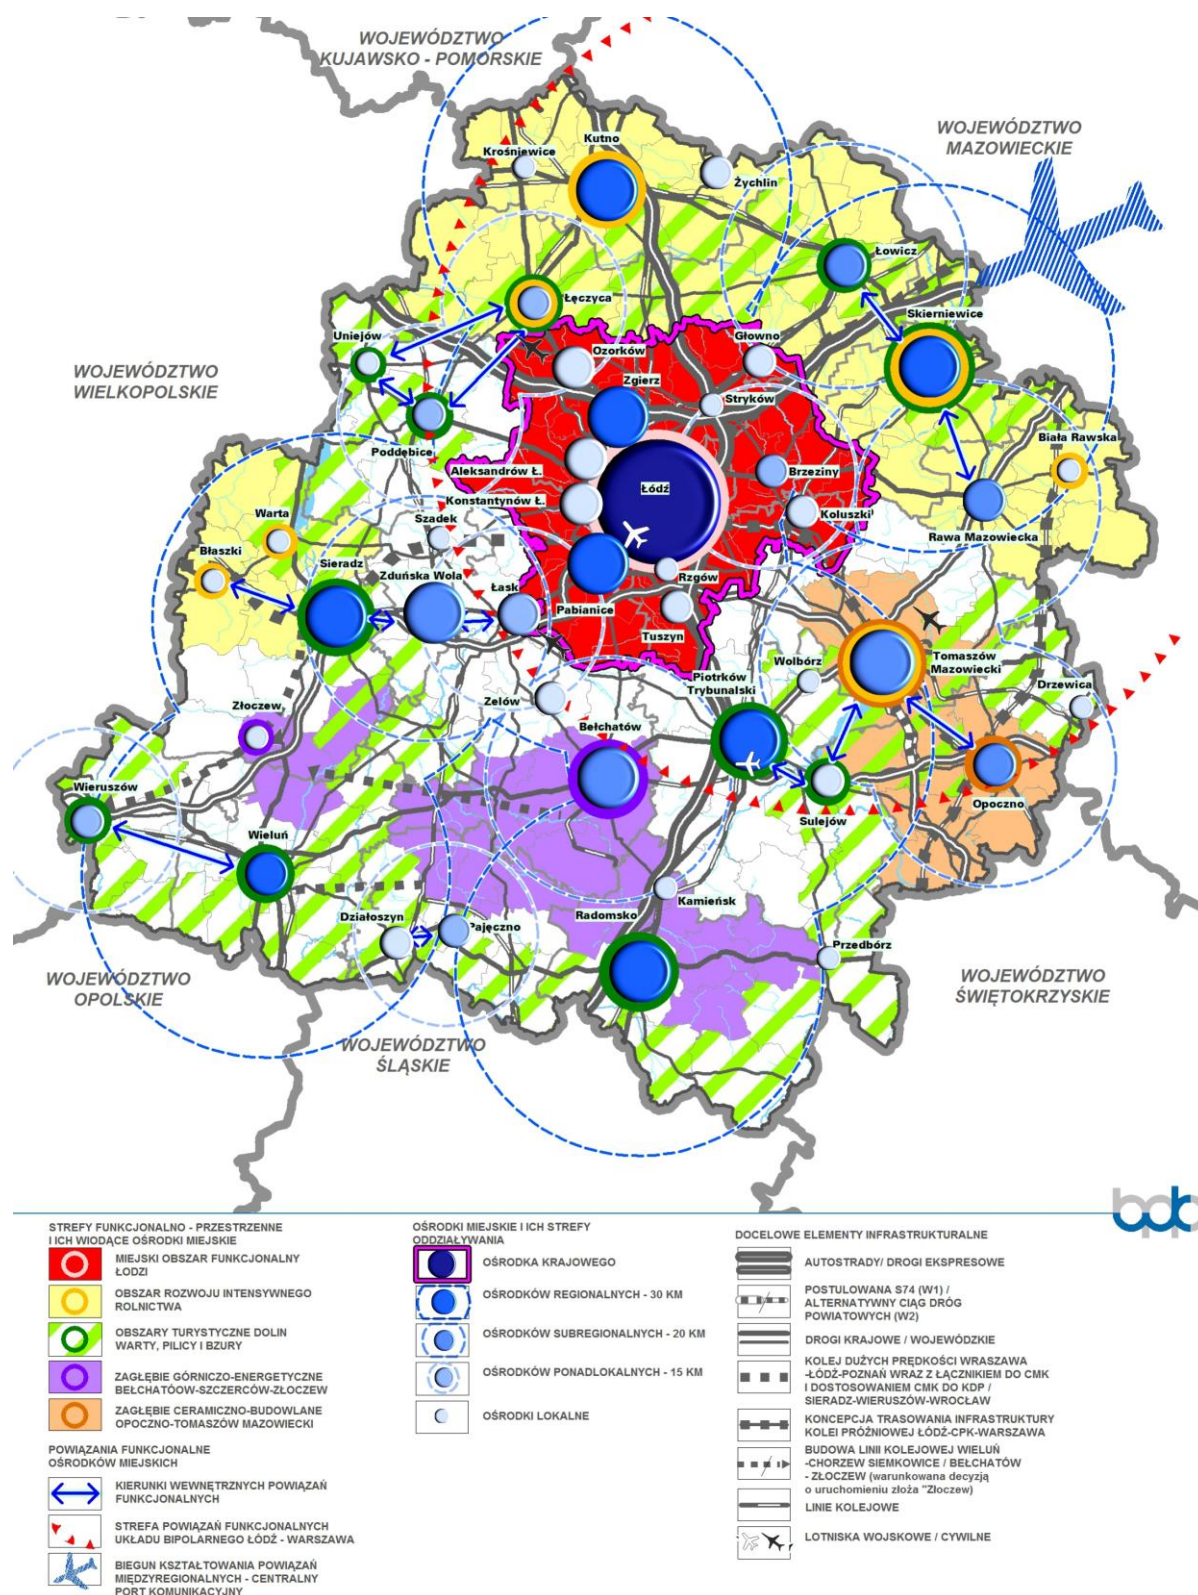 WOJEWÓDZTWO
KUJAWSKO - POMORSKIE
WOJEWÓDZTWO
MAZOWIECKIE
Kutno
Krośniewice
Żychlin
Łowicz
Łęczyca
Skierniewice
Uniejów
Ozorków
Głowno
WOJEWÓDZTWO
WIELKOPOLSKIE
Zgierz
Stryków
Poddębice
Biała Rawska
Aleksandrów Ł.
Brzeziny
Łódź
Konstantynów Ł.
Koluszki
Warta
Szadek
Rawa Mazowiecka
Błaszki
Sieradz
Zduńska Wola
Łask
Rzgów
Pabianice
Tuszyn
Wolbórz
Tomaszów
Mazowiecki
Piotrków
Trybunalski
Drzewica
Złoczew
Zelów
Bełchatów
Wieruszów
Opoczno
Sulejów
Wieluń
Kamieńsk
Działoszyn
Pajęczno
Radomsko
Przedbórz
WOJEWÓDZTWO
OPOLSKIE
WOJEWÓDZTWO
ŚWIĘTOKRZYSKIE
WOJEWÓDZTWO
ŚLĄSKIE
bpp
STREFY FUNKCJONALNO - PRZESTRZENNE
I ICH WIODĄCE OŚRODKI MIEJSKIE
MIEJSKI OBSZAR FUNKCJONALNY
ŁODZI
OBSZAR ROZWOJU INTENSYWNEGO
ROLNICTWA
OBSZARY TURYSTYCZNE DOLIN
WARTY, PILICY I BZURY
ZAGŁĘBIE GÓRNICZO-ENERGETYCZNE
BEŁCHATÓOW-SZCZERCÓW-ZŁOCZEW
ZAGŁĘBIE CERAMICZNO-BUDOWLANE
OPOCZNO-TOMASZÓW MAZOWIECKI
POWIĄZANIA FUNKCJONALNE
OŚRODKÓW MIEJSKICH
KIERUNKI WEWNĘTRZNYCH POWIĄZAŃ
FUNKCJONALNYCH
STREFA POWIĄZAŃ FUNKCJONALNYCH
UKŁADU BIPOLARNEGO ŁÓDŹ - WARSZAWA
BIEGUN KSZTAŁTOWANIA POWIĄZAŃ
MIĘDZYREGIONALNYCH - CENTRALNY
PORT KOMUNIKACYJNY
OŚRODKI MIEJSKIE I ICH STREFY
ODDZIAŁYWANIA
OŚRODKA KRAJOWEGO
OŚRODKÓW REGIONALNYCH - 30 KM
OŚRODKÓW SUBREGIONALNYCH - 20 KM
OŚRODKÓW PONADLOKALNYCH - 15 KM
OŚRODKI LOKALNE
DOCELOWE ELEMENTY INFRASTRUKTURALNE
AUTOSTRADY/ DROGI EKSPRESOWE
POSTULOWANA S74 (W1) /
ALTERNATYWNY CIĄG DRÓG
POWIATOWYCH (W2)
DROGI KRAJOWE / WOJEWÓDZKIE
KOLEJ DUŻYCH PRĘDKOŚCI WRASZAWA
-ŁÓDŹ-POZNAŃ WRAZ Z ŁĄCZNIKIEM DO CMK
I DOSTOSOWANIEM CMK DO KDP /
SIERADZ-WIERUSZÓW-WROCŁAW
KONCEPCJA TRASOWANIA INFRASTRUKTURY
KOLEI PRÓŻNIOWEJ ŁÓDŹ-CPK-WARSZAWA
BUDOWA LINII KOLEJOWEJ WIELUŃ
-CHORZEW SIEMKOWICE / BEŁCHATÓW
- ZŁOCZEW (warunkowana decyzją
o uruchomieniu złoża "Złoczew)
LINIE KOLEJOWE
LOTNISKA WOJSKOWE / CYWILNE